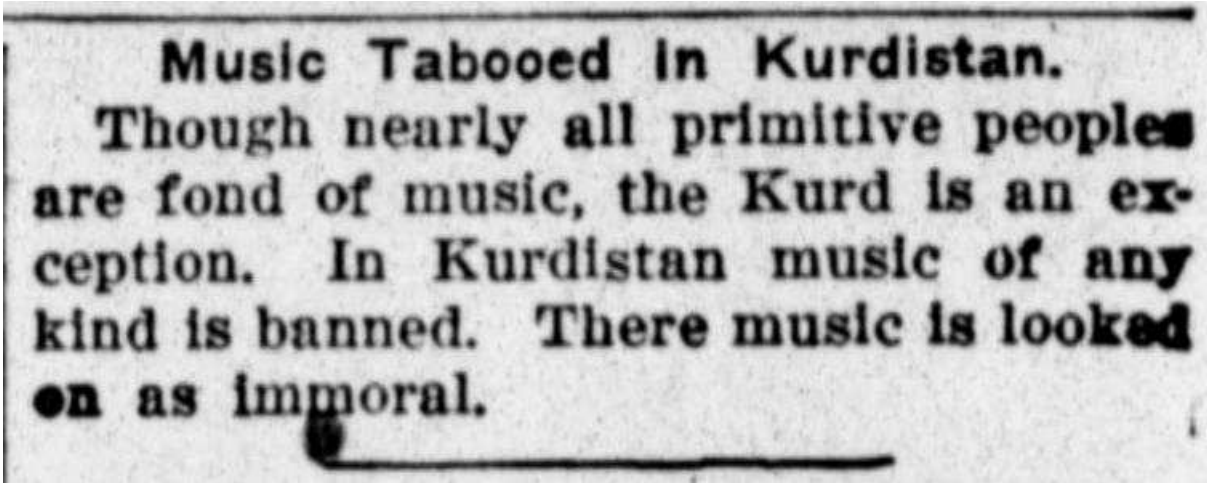 Music Tabooed in Kurdistan.
Though nearly all primitive peoples
are fond of music, the Kurd is an ex-
ception. In Kurdistan music of any
kind is banned. There music is looked
on as immoral.